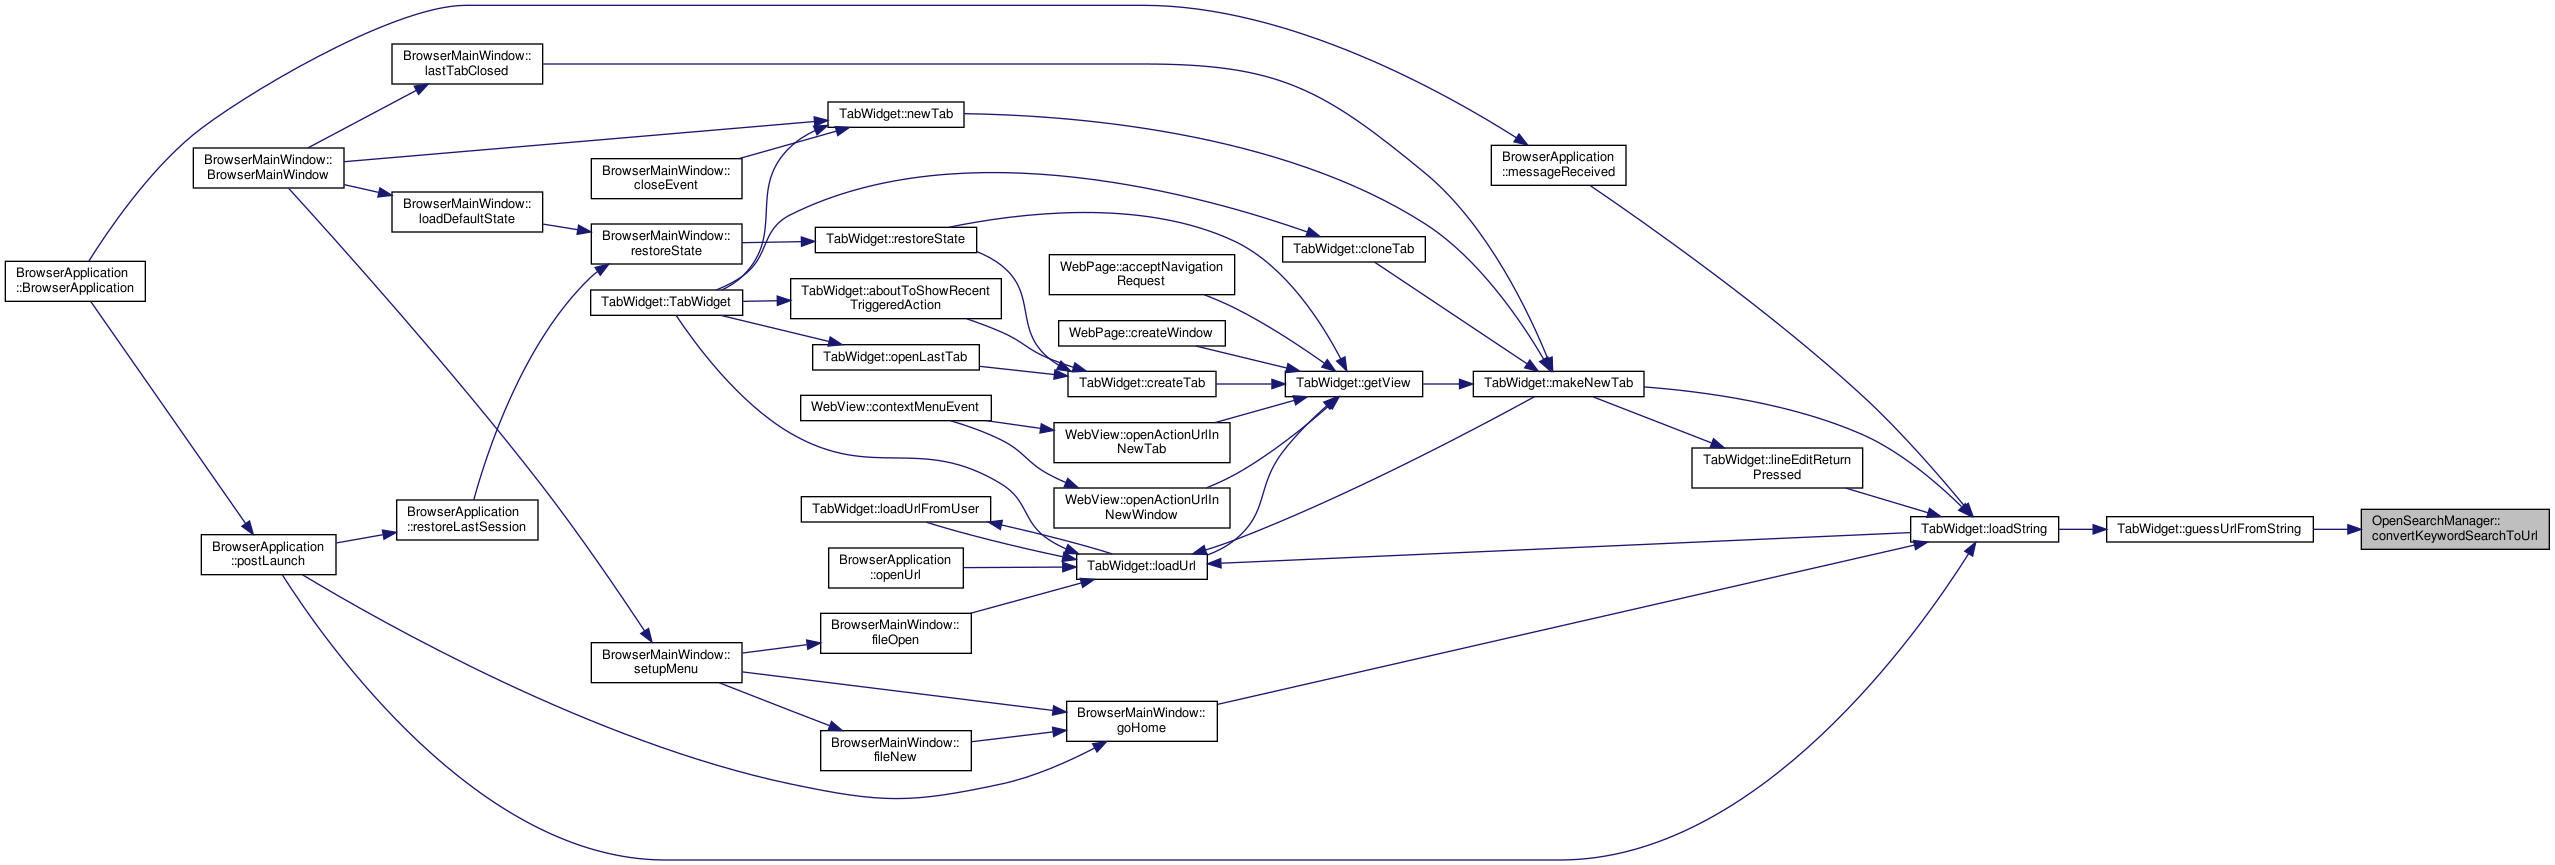 BrowserMainWindow::
lastTabClosed
TabWidget::newTab
BrowserMainWindow::
BrowserMainWindow
BrowserApplication
::messageReceived
BrowserMainWindow::
closeEvent
BrowserMainWindow::
loadDefaultState
BrowserMainWindow::
restoreState
TabWidget::restoreState
TabWidget::cloneTab
BrowserApplication
::BrowserApplication
WebPage::acceptNavigation
Request
TabWidget::TabWidget
TabWidget::aboutToShowRecent
TriggeredAction
WebPage::createWindow
TabWidget::openLastTab
TabWidget::createTab
TabWidget::getView
TabWidget::makeNewTab
WebView::contextMenuEvent
WebView::openActionUrlIn
NewTab
TabWidget::lineEditReturn
Pressed
WebView::openActionUrlIn
NewWindow
TabWidget::loadUrlFromUser
BrowserApplication
::restoreLastSession
TabWidget::loadString
TabWidget::guessUrlFromString
OpenSearchManager::
convertKeywordSearchToUrl
BrowserApplication
::postLaunch
BrowserApplication
::openUrl
TabWidget::loadUrl
BrowserMainWindow::
fileOpen
BrowserMainWindow::
setupMenu
BrowserMainWindow::
goHome
BrowserMainWindow::
fileNew